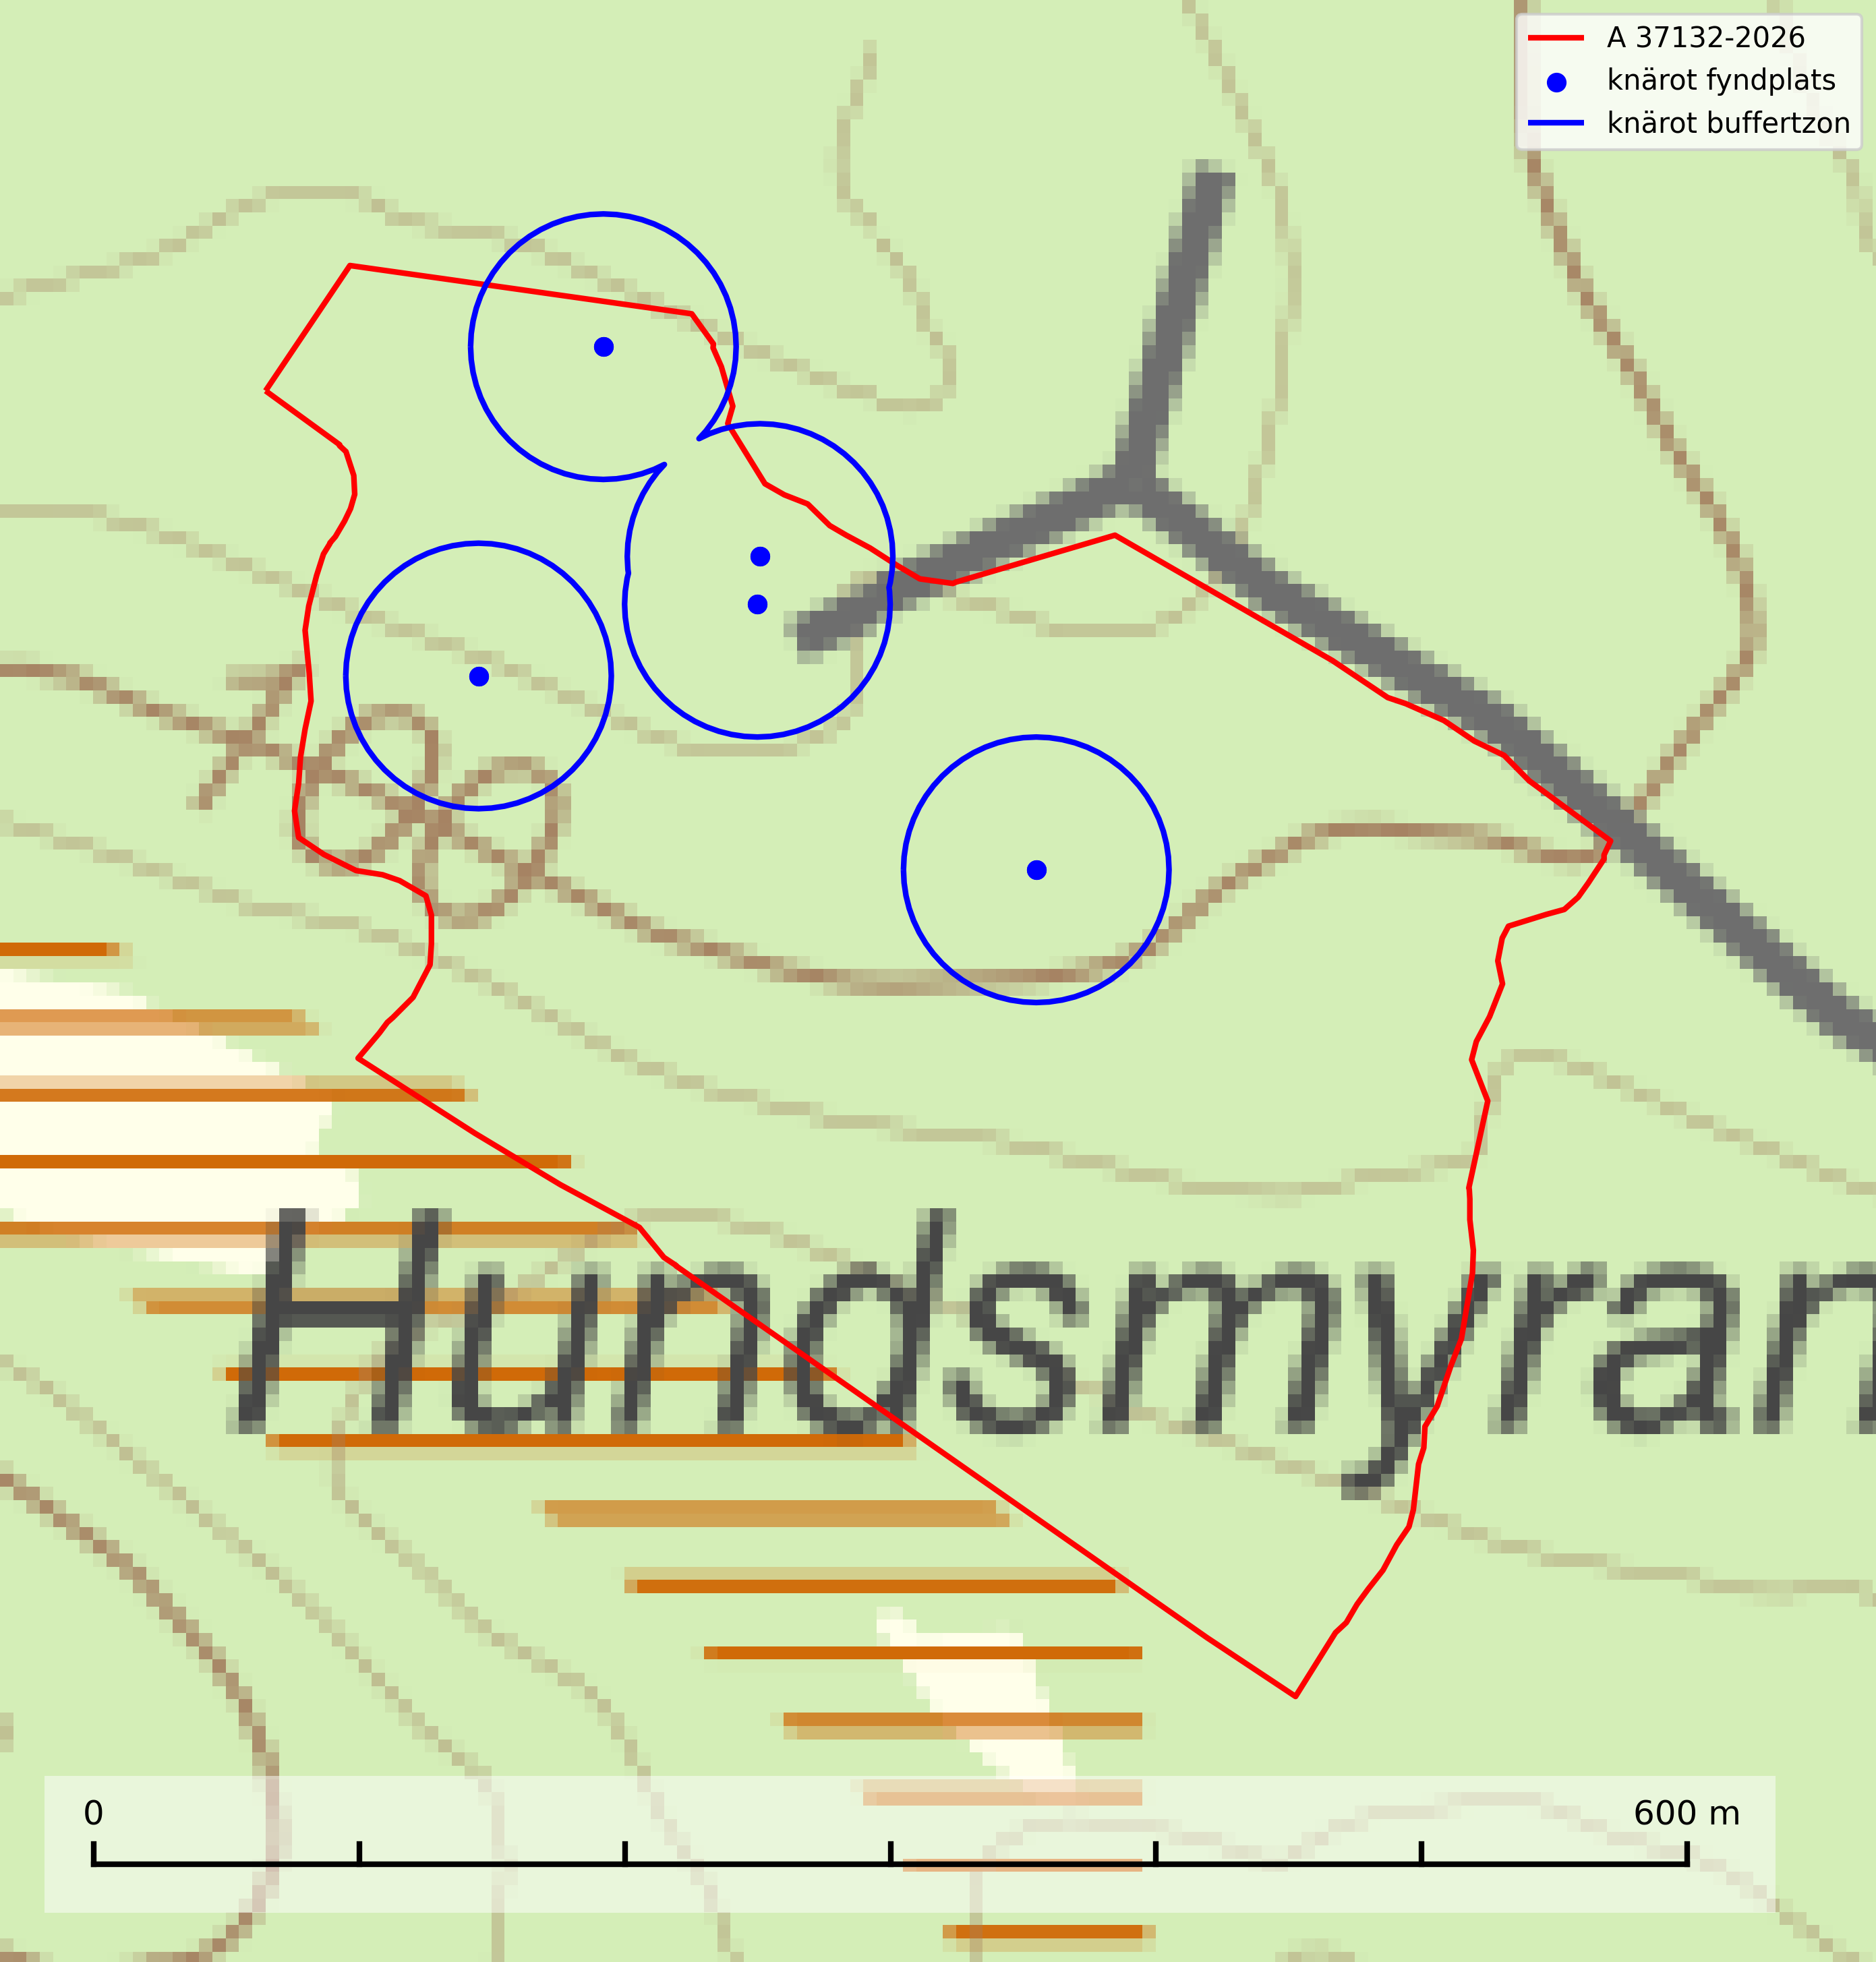 A 37132-2026
knärot fyndplats
knärot buffertzon
Hundsmyran
0 600 m